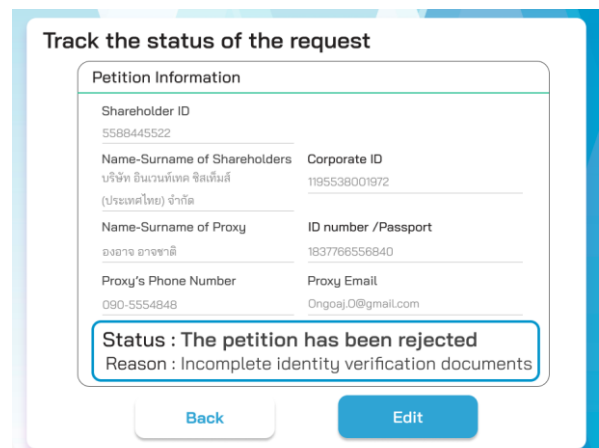 Track the status of the request
Petition Information
Shareholder ID
5588445522
Name-Surname of Shareholders
บริษัท อินเวนท์เทค ซิสเท็มส์
(ประเทศไทย) จำกัด
Corporate ID
1195538001972
Name-Surname of Proxy
องอาจ อาจชาติ
ID number /Passport
1837766556840
Proxy's Phone Number
090-5554848
Proxy Email
Ongoaj.O@gmail.com
Status : The petition has been rejected
Reason : Incomplete identity verification documents
Back
Edit